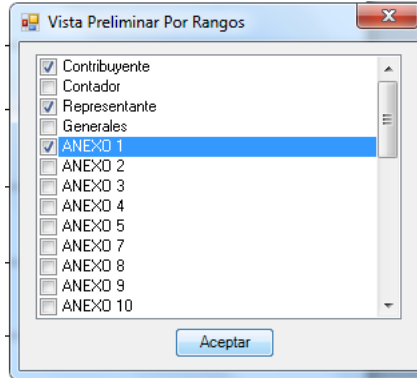 Vista Preliminar Por Rangos
Contribuyente
Contador
Representante
Generales
ANEXO 1
ANEXO 2
ANEXO 3
ANEXO 4
ANEXO 5
ANEXO 7
ANEXO 8
ANEXO 9
ANEXO 10
Aceptar